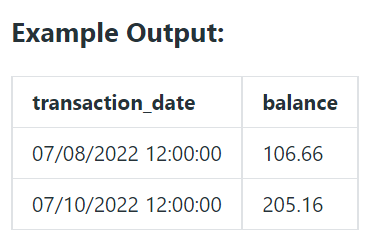 Example Output:
transaction_date balance
07/08/2022 12:00:00 106.66
07/10/2022 12:00:00 205.16